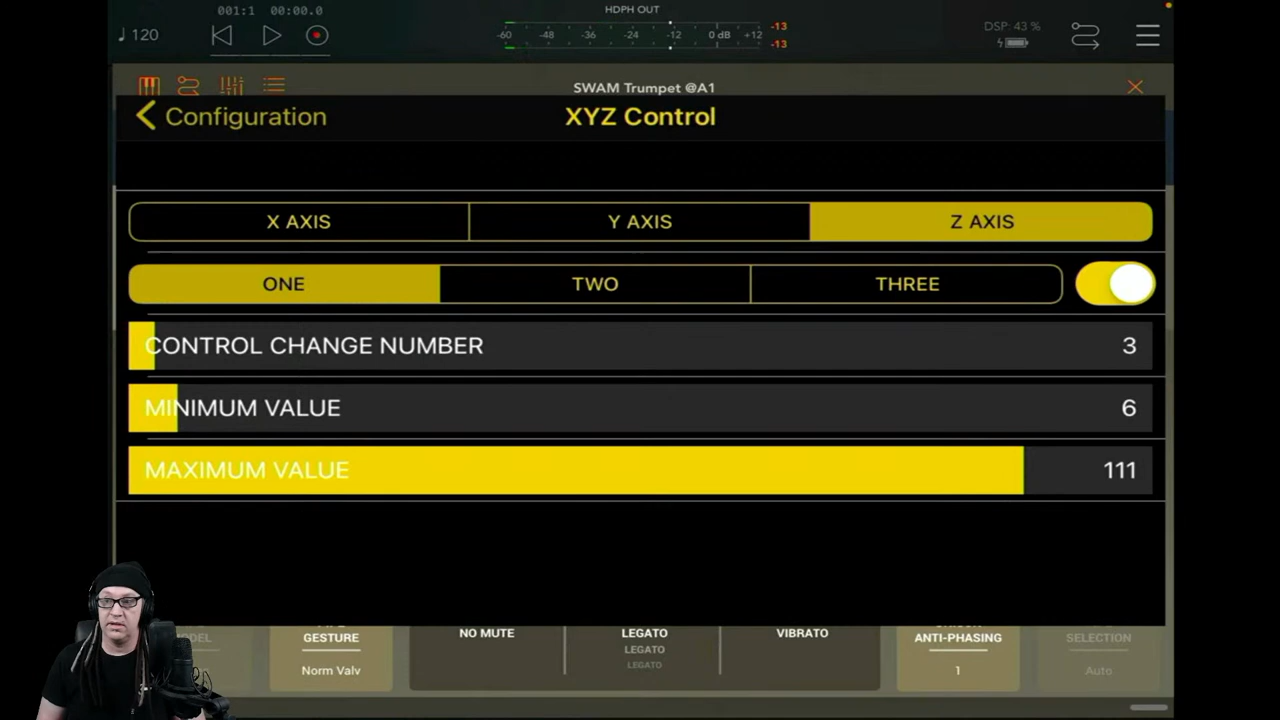 001:1 00:00.0
HDPH OUT
♩ 120
-60 -48 -36 -24 -12 0 dB +12
-13
-13
DSP: 43 %
SWAM Trumpet @A1
Configuration
XYZ Control
X AXIS Y AXIS Z AXIS
ONE TWO THREE
CONTROL CHANGE NUMBER 3
MINIMUM VALUE 6
MAXIMUM VALUE 111
GESTURE
Norm Valv
NO MUTE
LEGATO
LEGATO
LEGATO
VIBRATO
ANTI-PHASING
1
SELECTION
Auto